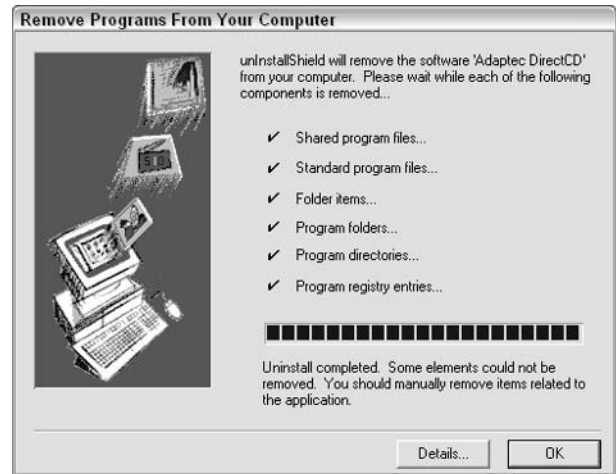 Remove Programs From Your Computer
unInstallShield will remove the software 'Adaptec DirectCD'
from your computer. Please wait while each of the following
components is removed...
✔ Shared program files...
✔ Standard program files...
✔ Folder items...
✔ Program folders...
✔ Program directories...
✔ Program registry entries...
Uninstall completed. Some elements could not be
removed. You should manually remove items related to
the application.
Details... OK